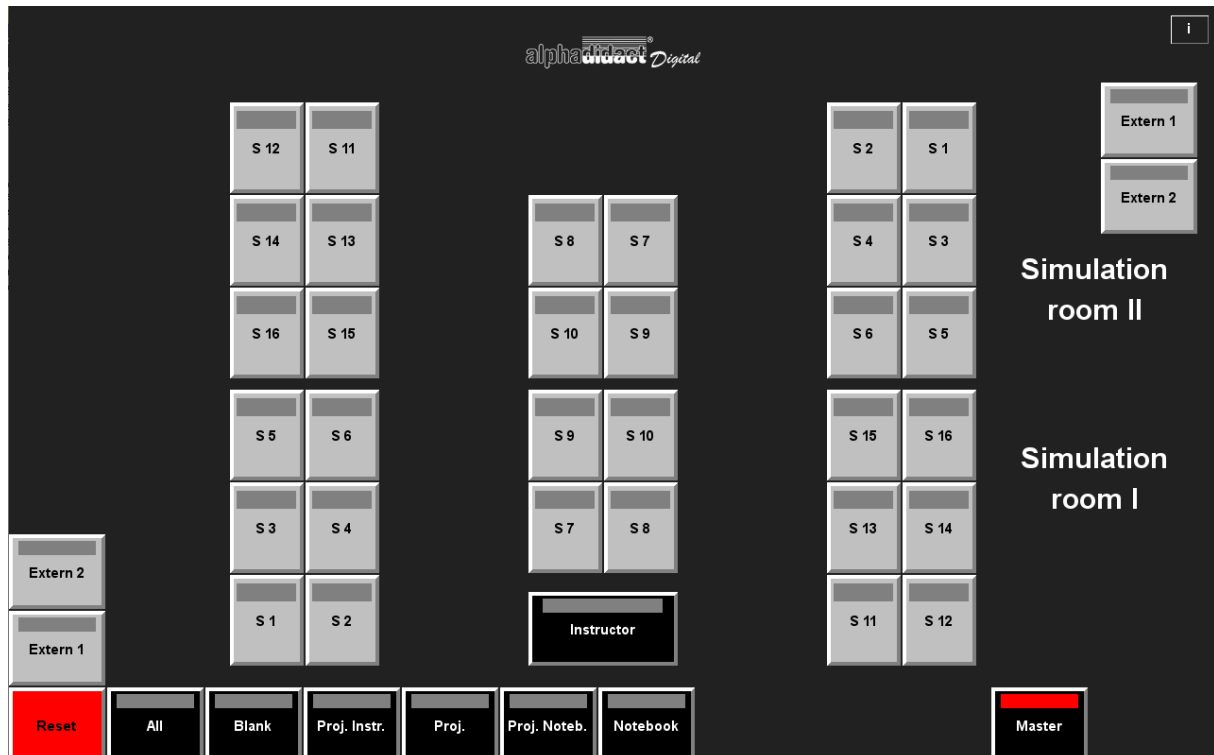 i
alphadidact® Digital
Extern 1
S 12 S 11 S 2 S 1
Extern 2
S 14 S 13 S 8 S 7 S 4 S 3
Simulation
room II
S 16 S 15 S 10 S 9 S 6 S 5
S 5 S 6 S 9 S 10 S 15 S 16
Simulation
room I
S 3 S 4 S 7 S 8 S 13 S 14
Extern 2
S 1 S 2 Instructor S 11 S 12
Extern 1
Reset All Blank Proj. Instr. Proj. Proj. Noteb. Notebook Master